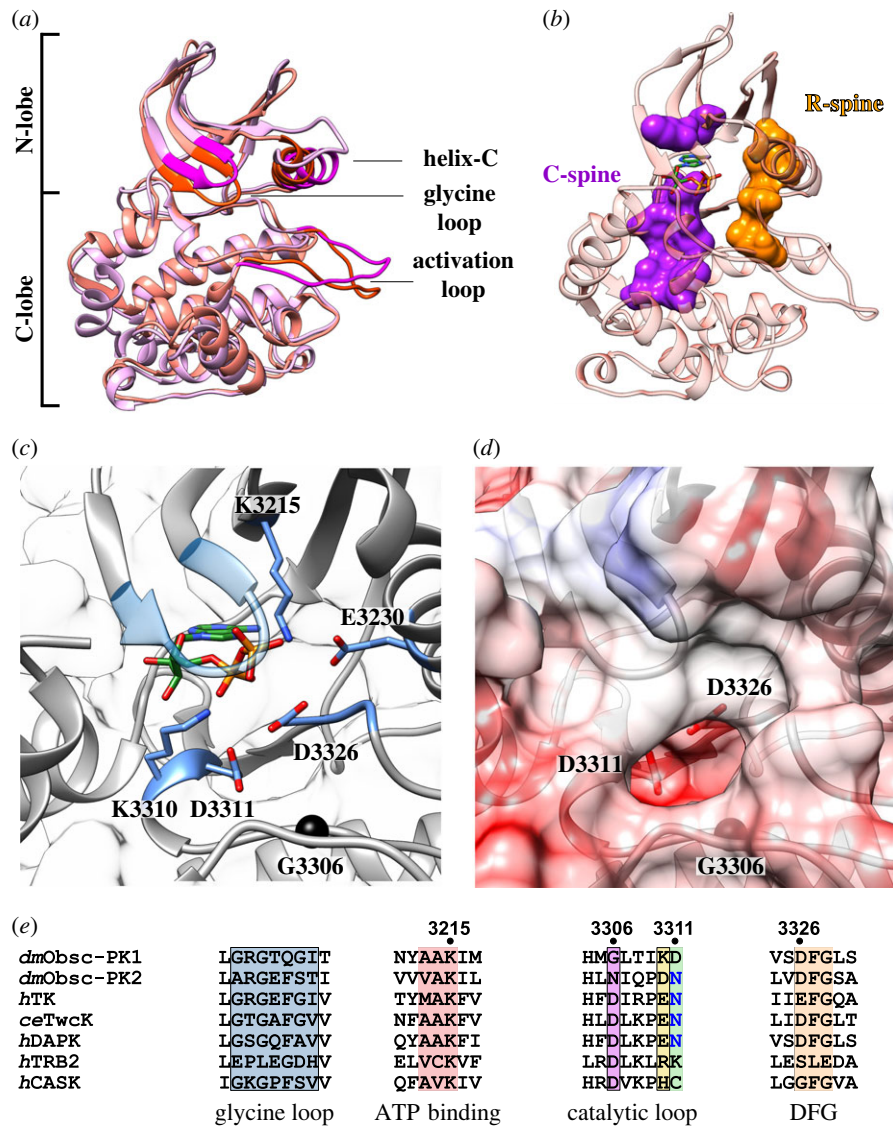 (a)
N-lobe
C-lobe
helix-C
glycine
loop
activation
loop
(b)
R-spine
C-spine
(c)
K3215
E3230
D3326
K3310
D3311
G3306
(d)
D3326
D3311
G3306
(e)
3215 3306 3311 3326
dmObsc-PK1 LGRGTQGIT NYAAKIM HMGLTIKD VSDFGLS
dmObsc-PK2 LARGEFSTI VVVAKIL HLNIQPDN LVDFGSA
hTK LGRGEFGIV TYMAKFV HFDIRPEN IIEFGQA
ceTwcK LGTGAFGVV NFAAKFV HLDLKPEN LIDFGLT
hDAPK LGSGQFAVV QYAAKFI HFDLKPEN VSDFGLS
hTRB2 LEPLEGDHV ELVCKVF LRDLKLRK LESLEDA
hCASK IGKGPFSVV QFAVKIV HRDVKPHC LGGFGVA
glycine loop ATP binding catalytic loop DFG